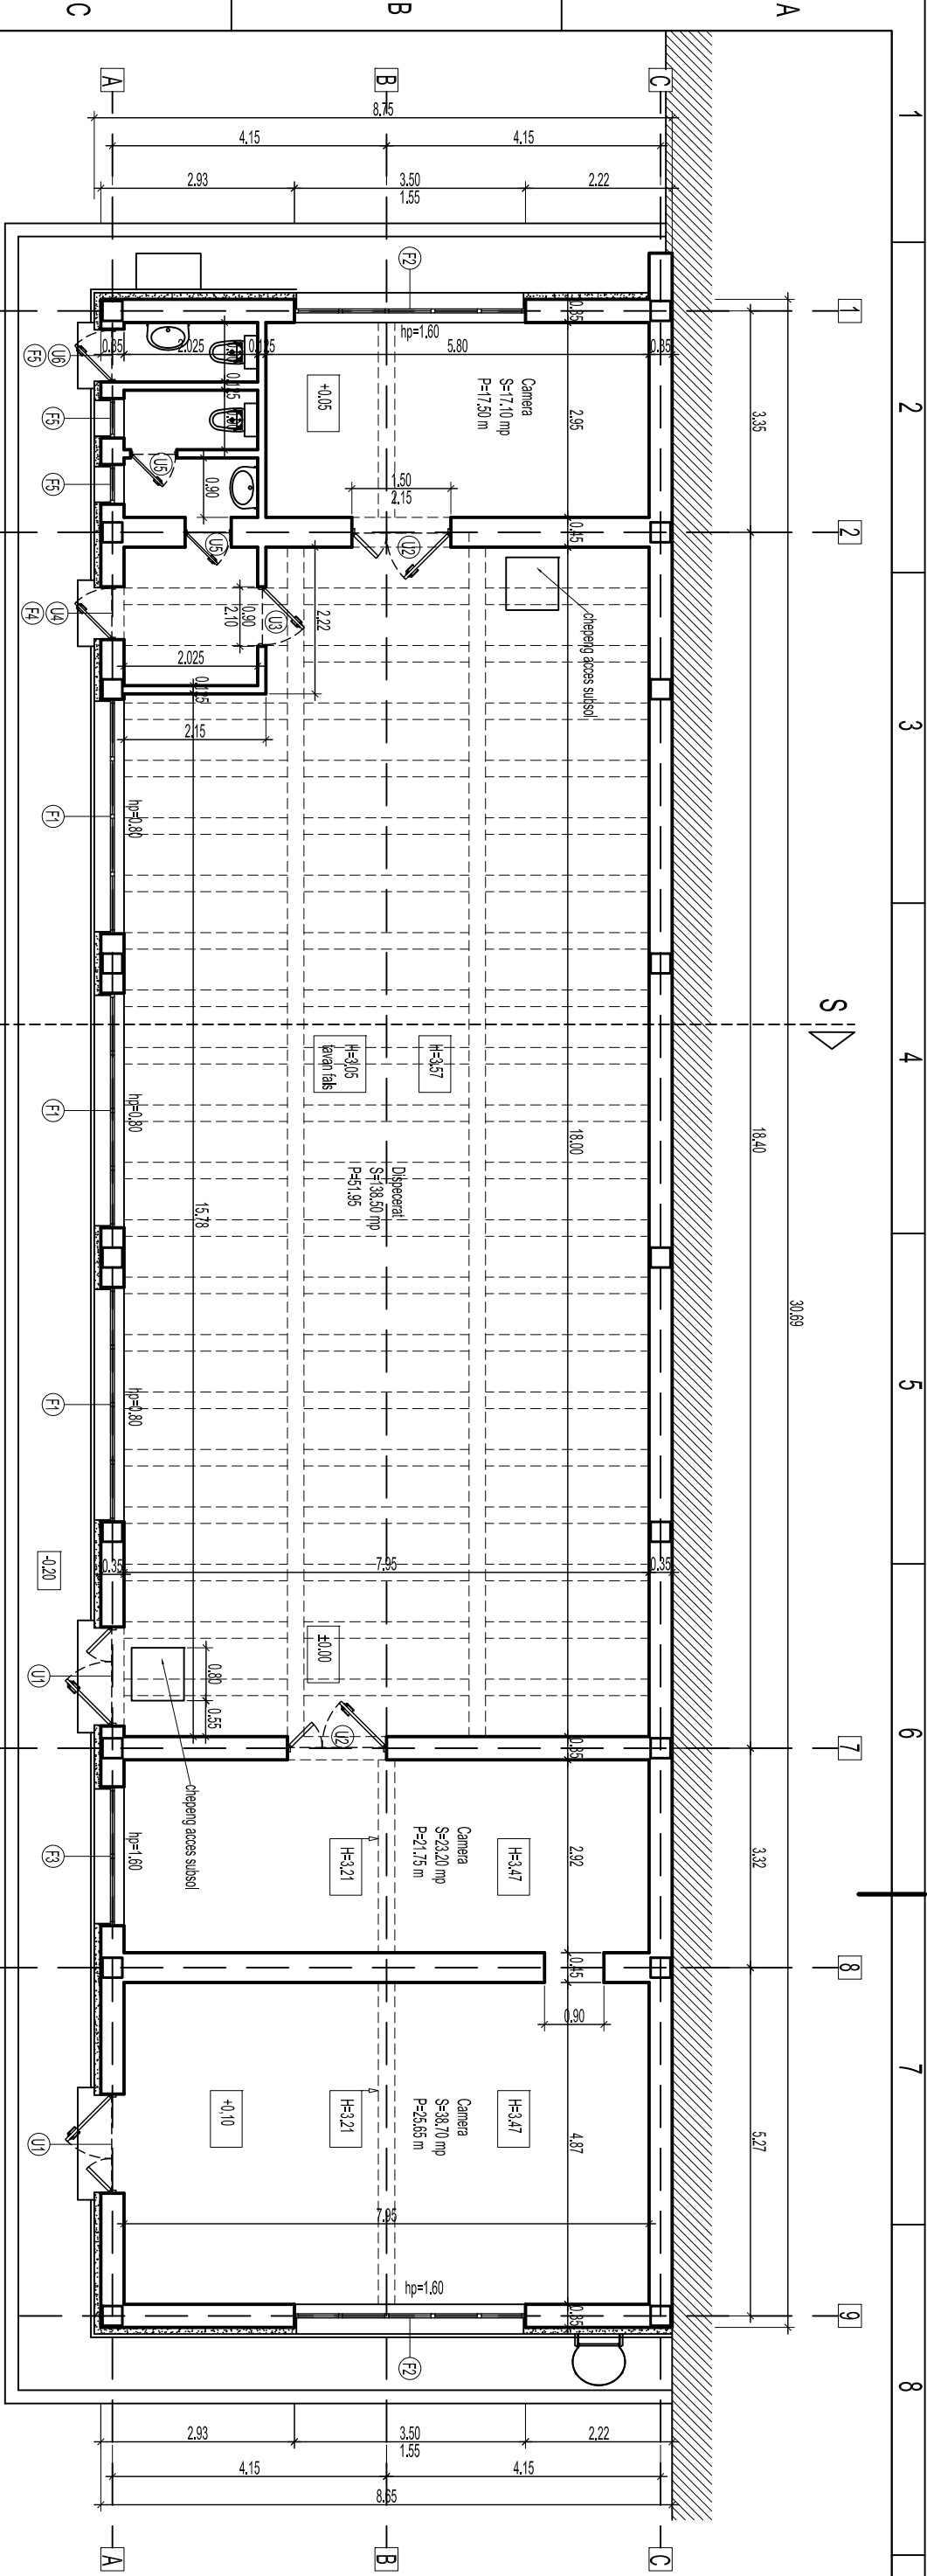 C
B
A
1
2
3
4
5
6
7
8
A
B
C
8.75
4.15
4.15
2.93
3.50
1.55
2.22
1
2
7
8
9
30.69
3.35
18.40
3.32
5.27
F2
hp=1.60
0.35
2.025
0.125
5.80
0.35
0.35
U6
F5
F5
F5
0.125
+0.05
Camera
S=17.10 mp
P=17.50 m
2.95
U5
0.90
1.50
2.15
0.45
U5
U2
U4
F4
0.90
2.10
U3
2.22
chepeng acces subsol
2.025
0.125
2.15
F1
hp=0.80
S
H=3.05
tavan fals
H=3.57
F1
hp=0.80
18.00
Dispecerat
S=138.50 mp
P=51.95
15.78
F1
hp=0.80
-0.20
0.35
7.95
0.35
±0.00
0.80
0.55
U1
U2
0.35
chepeng acces subsol
hp=1.60
F3
H=3.21
Camera
S=23.20 mp
P=21.75 m
H=3.47
2.92
0.45
0.90
+0,10
H=3.21
Camera
S=38.70 mp
P=25.65 m
H=3.47
4.87
U1
7.95
hp=1.60
0.35
F2
2.93
3.50
1.55
2.22
4.15
4.15
8.65
A
B
C